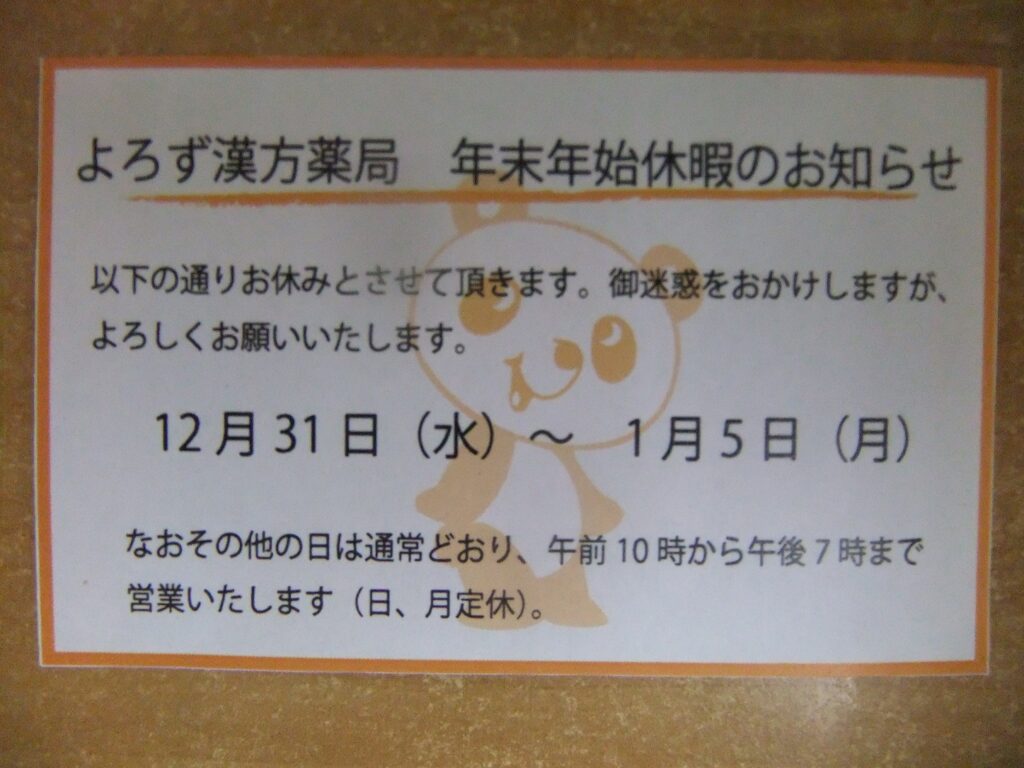 よろず漢方薬局　年末年始休暇のお知らせ
以下の通りお休みとさせて頂きます。御迷惑をおかけしますが、
よろしくお願いいたします。
12月31日（水）～　1月5日（月）
なおその他の日は通常どおり、午前10時から午後7時まで
営業いたします（日、月定休）。